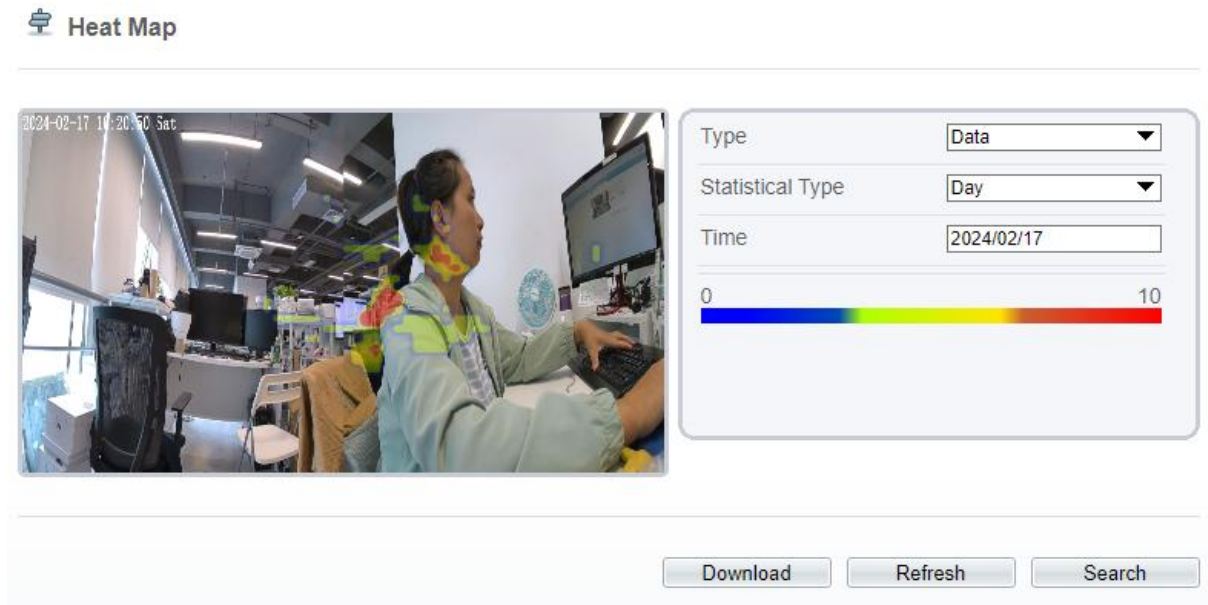 Heat Map
2024-02-17 10:20:50 Sat
Type
Data
Statistical Type
Day
Time
2024/02/17
0
10
Download
Refresh
Search